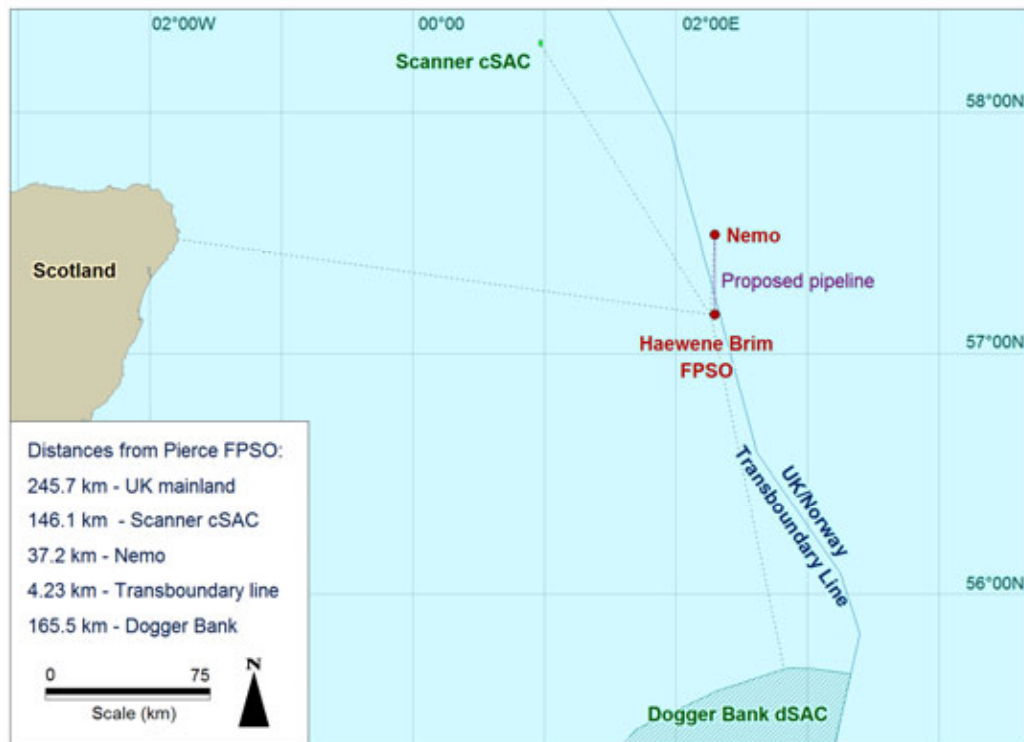 02°00W
00°00
02°00E
Scanner cSAC
58°00N
Nemo
Scotland
Proposed pipeline
Haewene Brim
FPSO
57°00N
UK/Norway
Transboundary Line
56°00N
Dogger Bank dSAC
Distances from Pierce FPSO:
245.7 km - UK mainland
146.1 km - Scanner cSAC
37.2 km - Nemo
4.23 km - Transboundary line
165.5 km - Dogger Bank
0 75
Scale (km)
N